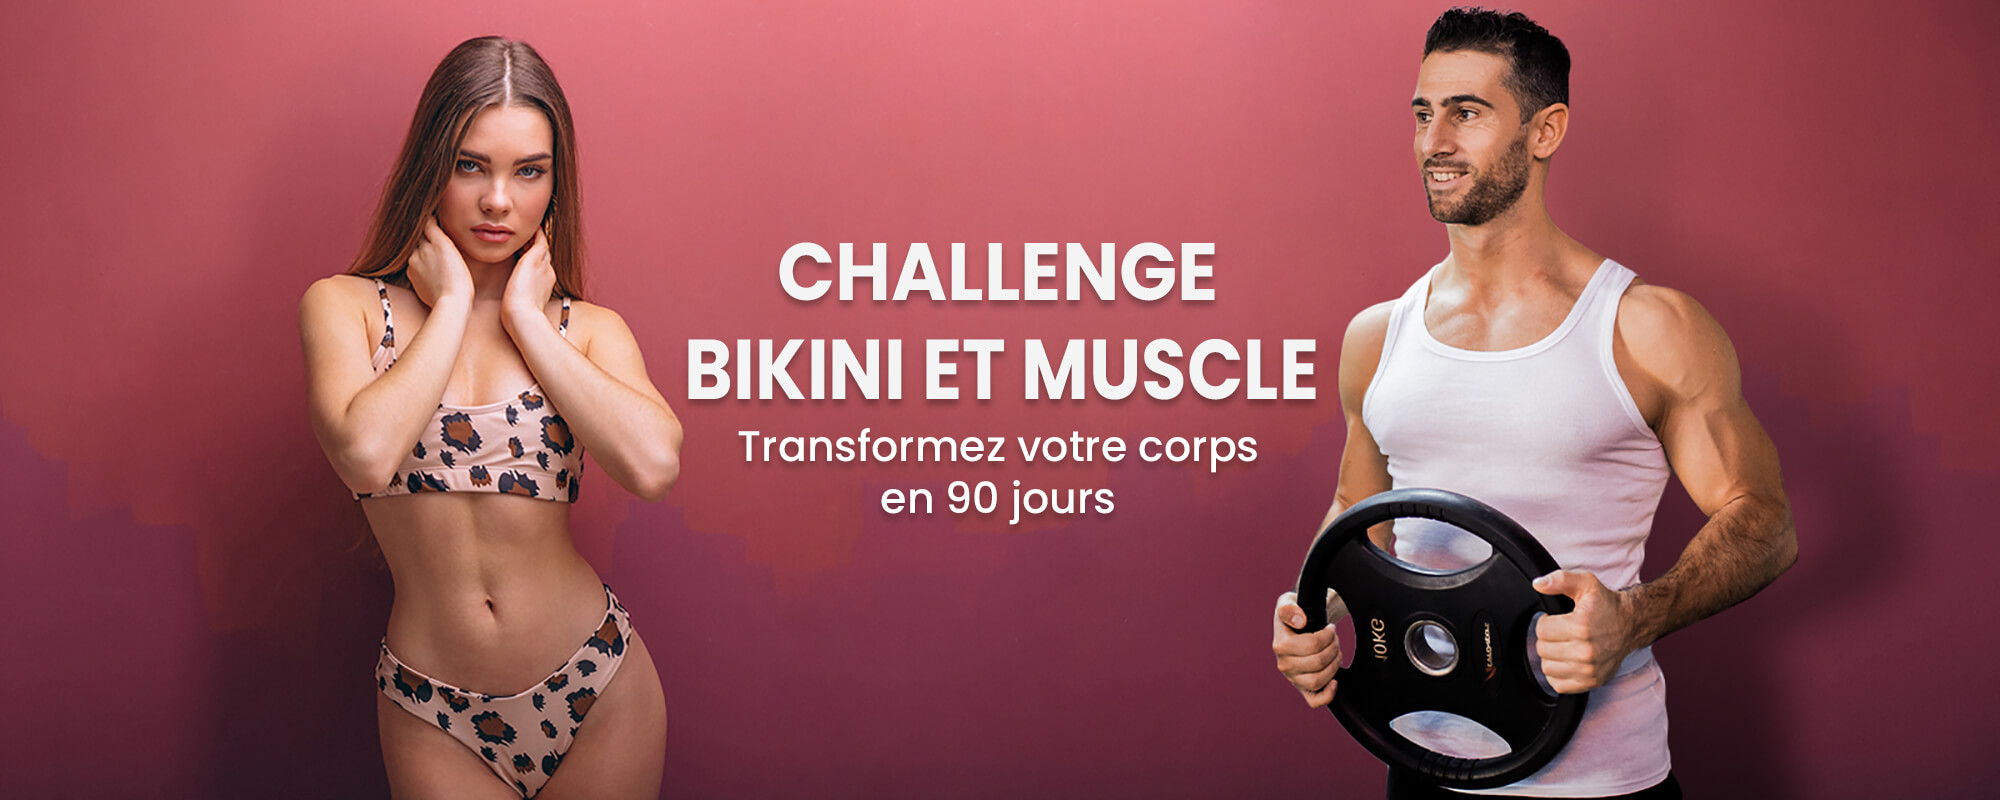 CHALLENGE
BIKINI ET MUSCLE
Transformez votre corps
en 90 jours
10KG